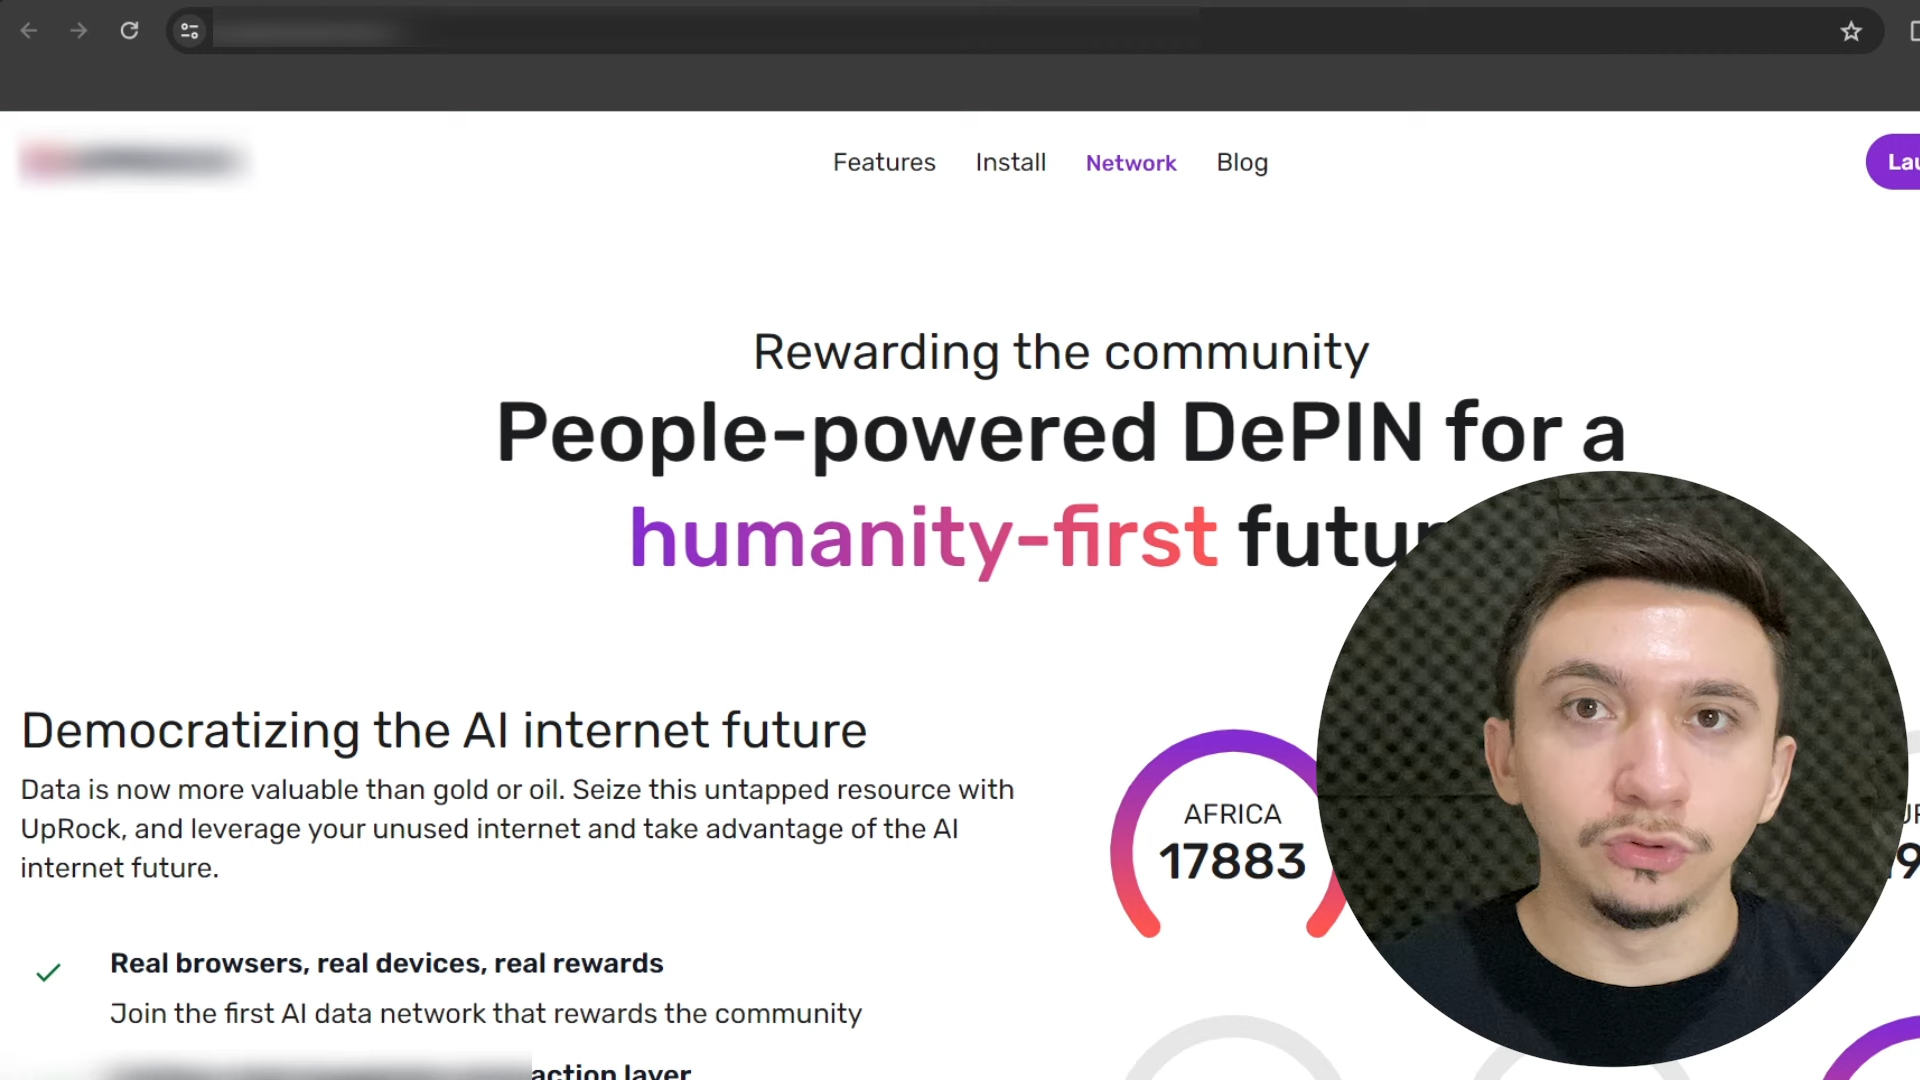 Features Install Network Blog
Rewarding the community
People-powered DePIN for a
humanity-first
Democratizing the AI internet future
Data is now more valuable than gold or oil. Seize this untapped resource with
UpRock, and leverage your unused internet and take advantage of the AI
internet future.
AFRICA
17883
Real browsers, real devices, real rewards
Join the first AI data network that rewards the community
layer